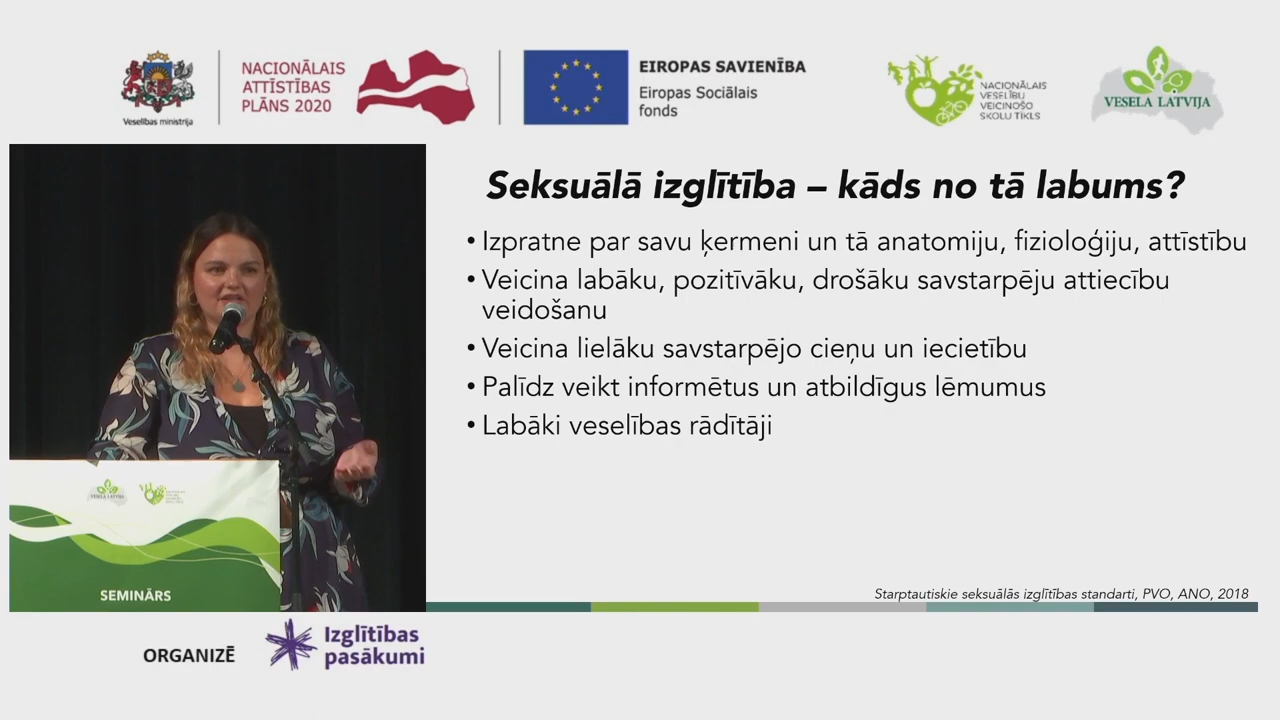 Veselības ministrija
NACIONĀLAIS
ATTĪSTĪBAS
PLĀNS 2020
EIROPAS SAVIENĪBA
Eiropas Sociālais
fonds
NACIONĀLAIS
VESELĪBU
VEICINOŠO
SKOLU TĪKLS
VESELA LATVIJA
Seksuālā izglītība – kāds no tā labums?
• Izpratne par savu ķermeni un tā anatomiju, fizioloģiju, attīstību
• Veicina labāku, pozitīvāku, drošāku savstarpēju attiecību
veidošanu
• Veicina lielāku savstarpējo cieņu un iecietību
• Palīdz veikt informētus un atbildīgus lēmumus
• Labāki veselības rādītāji
VESELA LATVIJA
SEMINĀRS
Starptautiskie seksuālās izglītības standarti, PVO, ANO, 2018
ORGANIZĒ
Izglītības
pasākumi